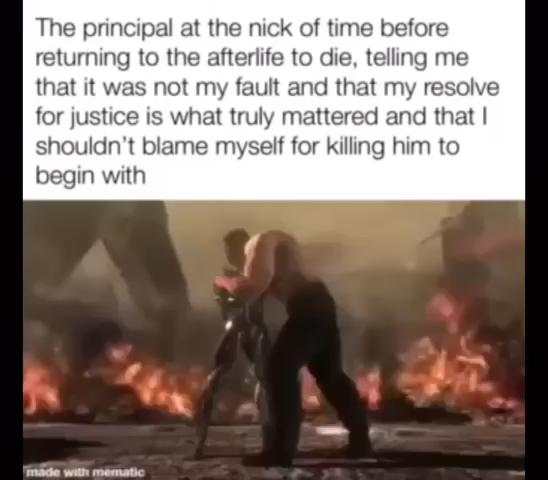 The principal at the nick of time before
returning to the afterlife to die, telling me
that it was not my fault and that my resolve
for justice is what truly mattered and that I
shouldn't blame myself for killing him to
begin with
made with mematic